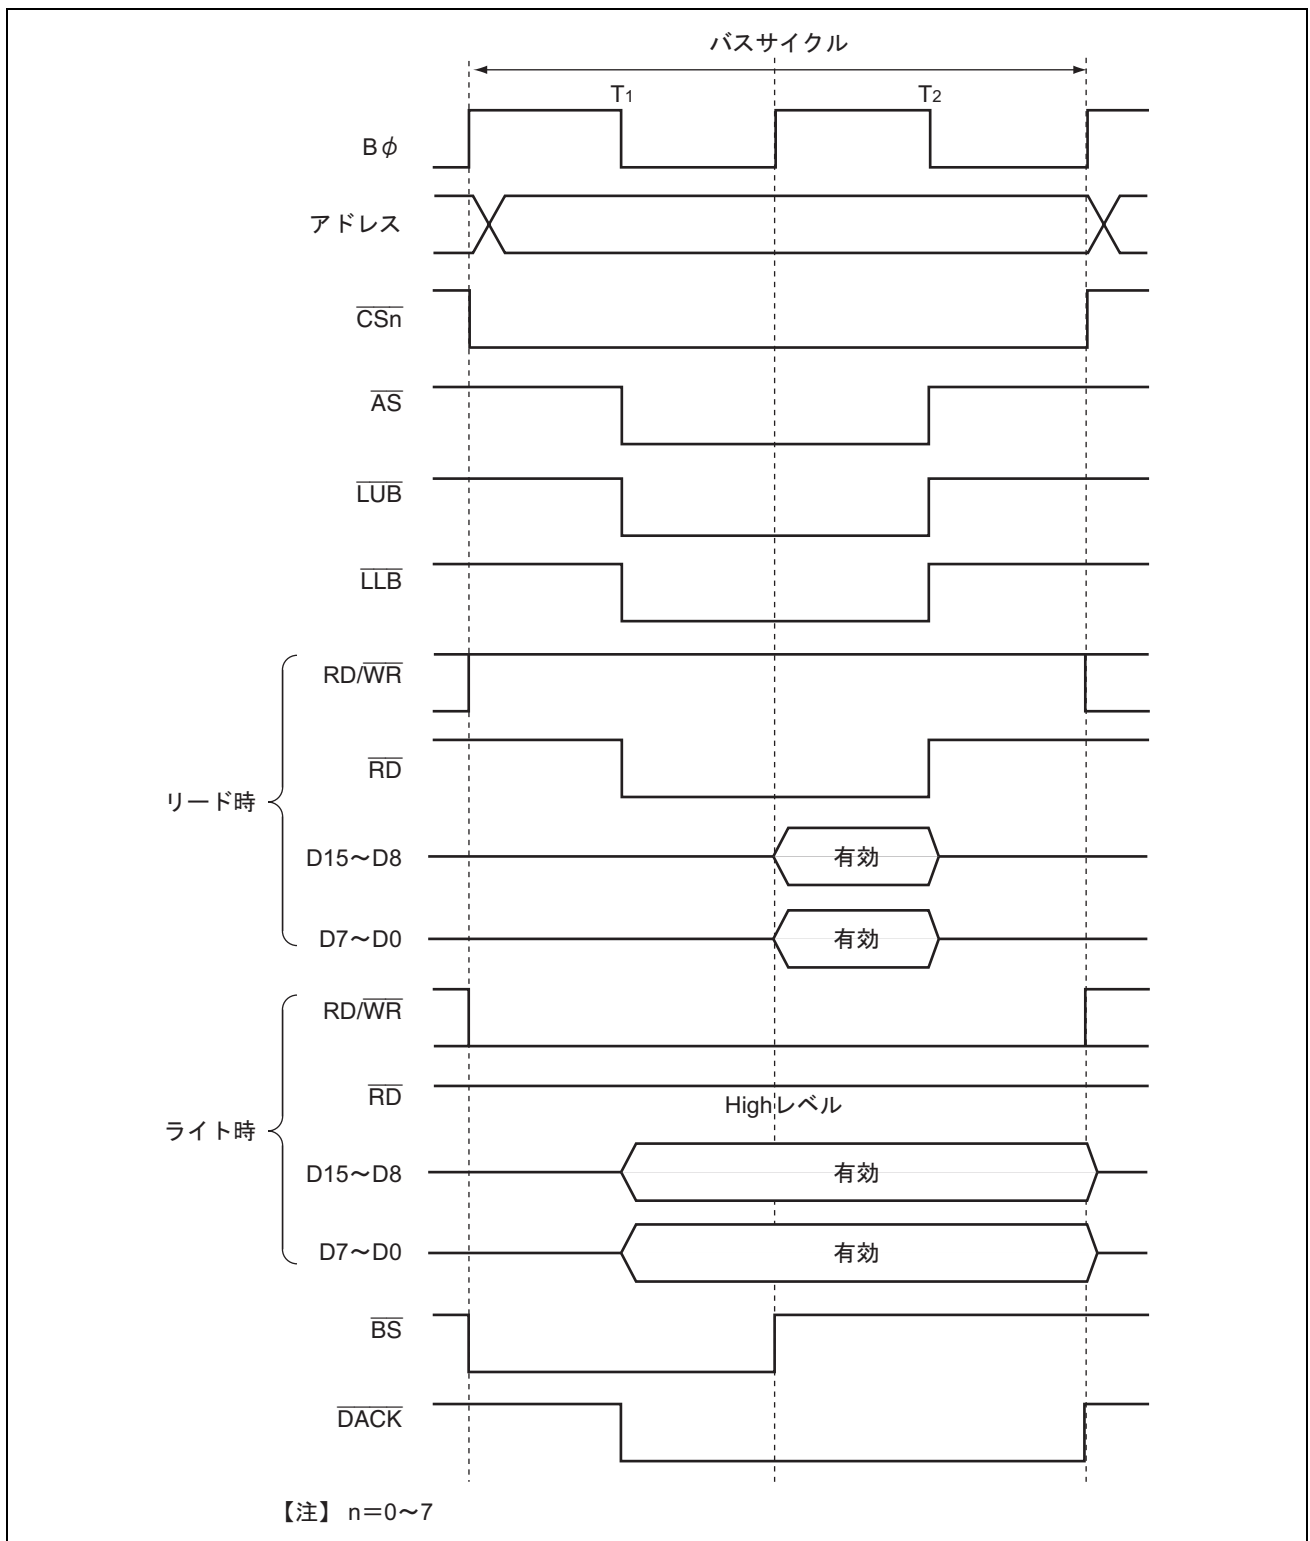 バスサイクル
T1
T2
Bφ
アドレス
CSn
AS
LUB
LLB
RD/WR
RD
リード時
D15～D8
有効
D7～D0
有効
RD/WR
RD
Highレベル
ライト時
D15～D8
有効
D7～D0
有効
BS
DACK
【注】 n＝0～7